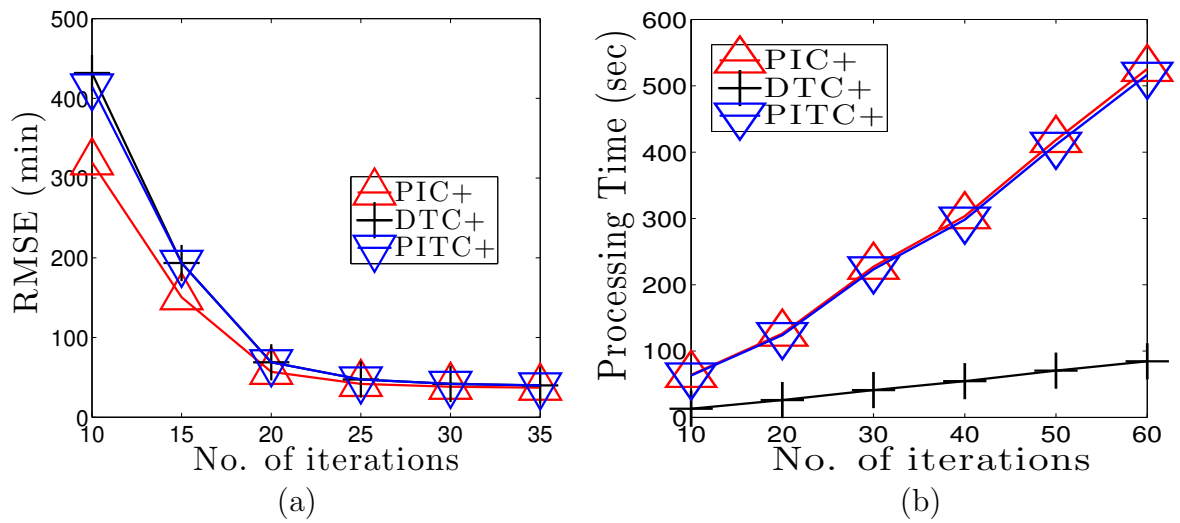 500
400
300
200
100
0
RMSE (min)
PIC+
DTC+
PITC+
10 15 20 25 30 35
No. of iterations
(a)
600
500
400
300
200
100
0
Processing Time (sec)
PIC+
DTC+
PITC+
10 20 30 40 50 60
No. of iterations
(b)